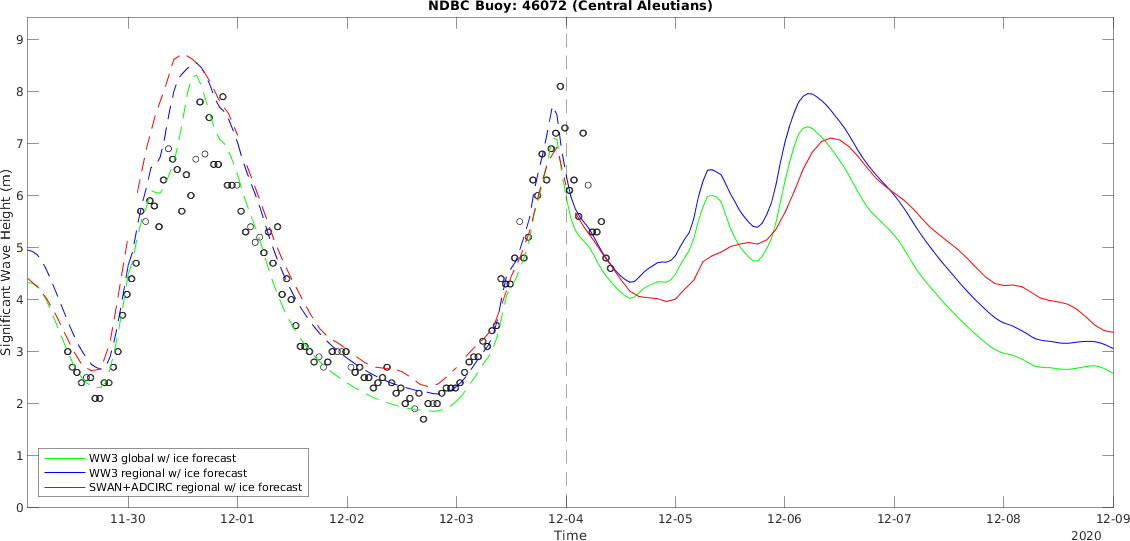 NDBC Buoy: 46072 (Central Aleutians)
Significant Wave Height (m)
9
8
7
6
5
4
3
2
1
0
WW3 global w/ ice forecast
WW3 regional w/ ice forecast
SWAN+ADCIRC regional w/ ice forecast
11-30 12-01 12-02 12-03 12-04 12-05 12-06 12-07 12-08 12-09
Time
2020